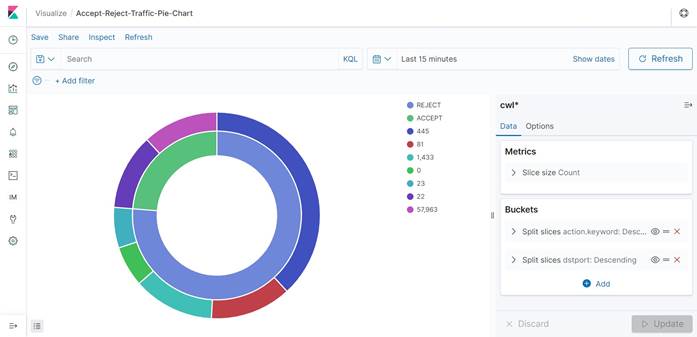 Visualize / Accept-Reject-Traffic-Pie-Chart
Save Share Inspect Refresh
Search KQL Last 15 minutes Show dates Refresh
+ Add filter
REJECT
ACCEPT
445
81
1,433
0
23
22
57,963
cwl*
Data Options
Metrics
Slice size Count
Buckets
Split slices action.keyword: Desc...
Split slices dstport: Descending
Add
Discard Update
IM